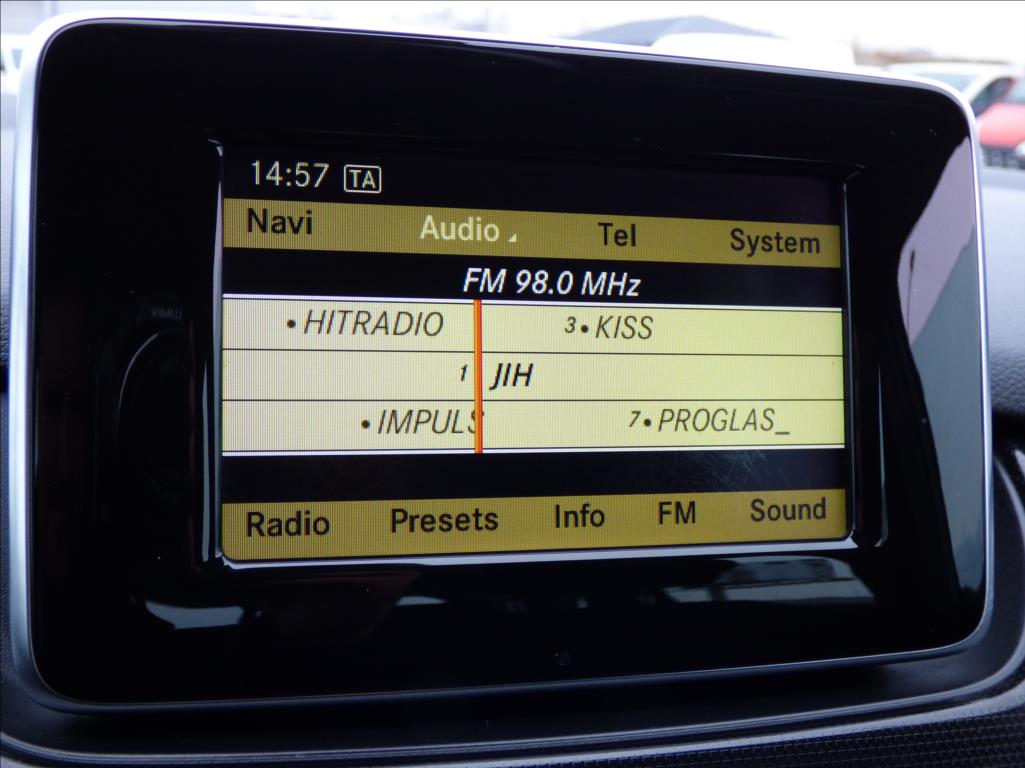 14:57 TA
Navi Audio Tel System
FM 98.0 MHz
• HITRADIO 3 • KISS
1 JIH
• IMPULS 7 • PROGLAS_
Radio Presets Info FM Sound